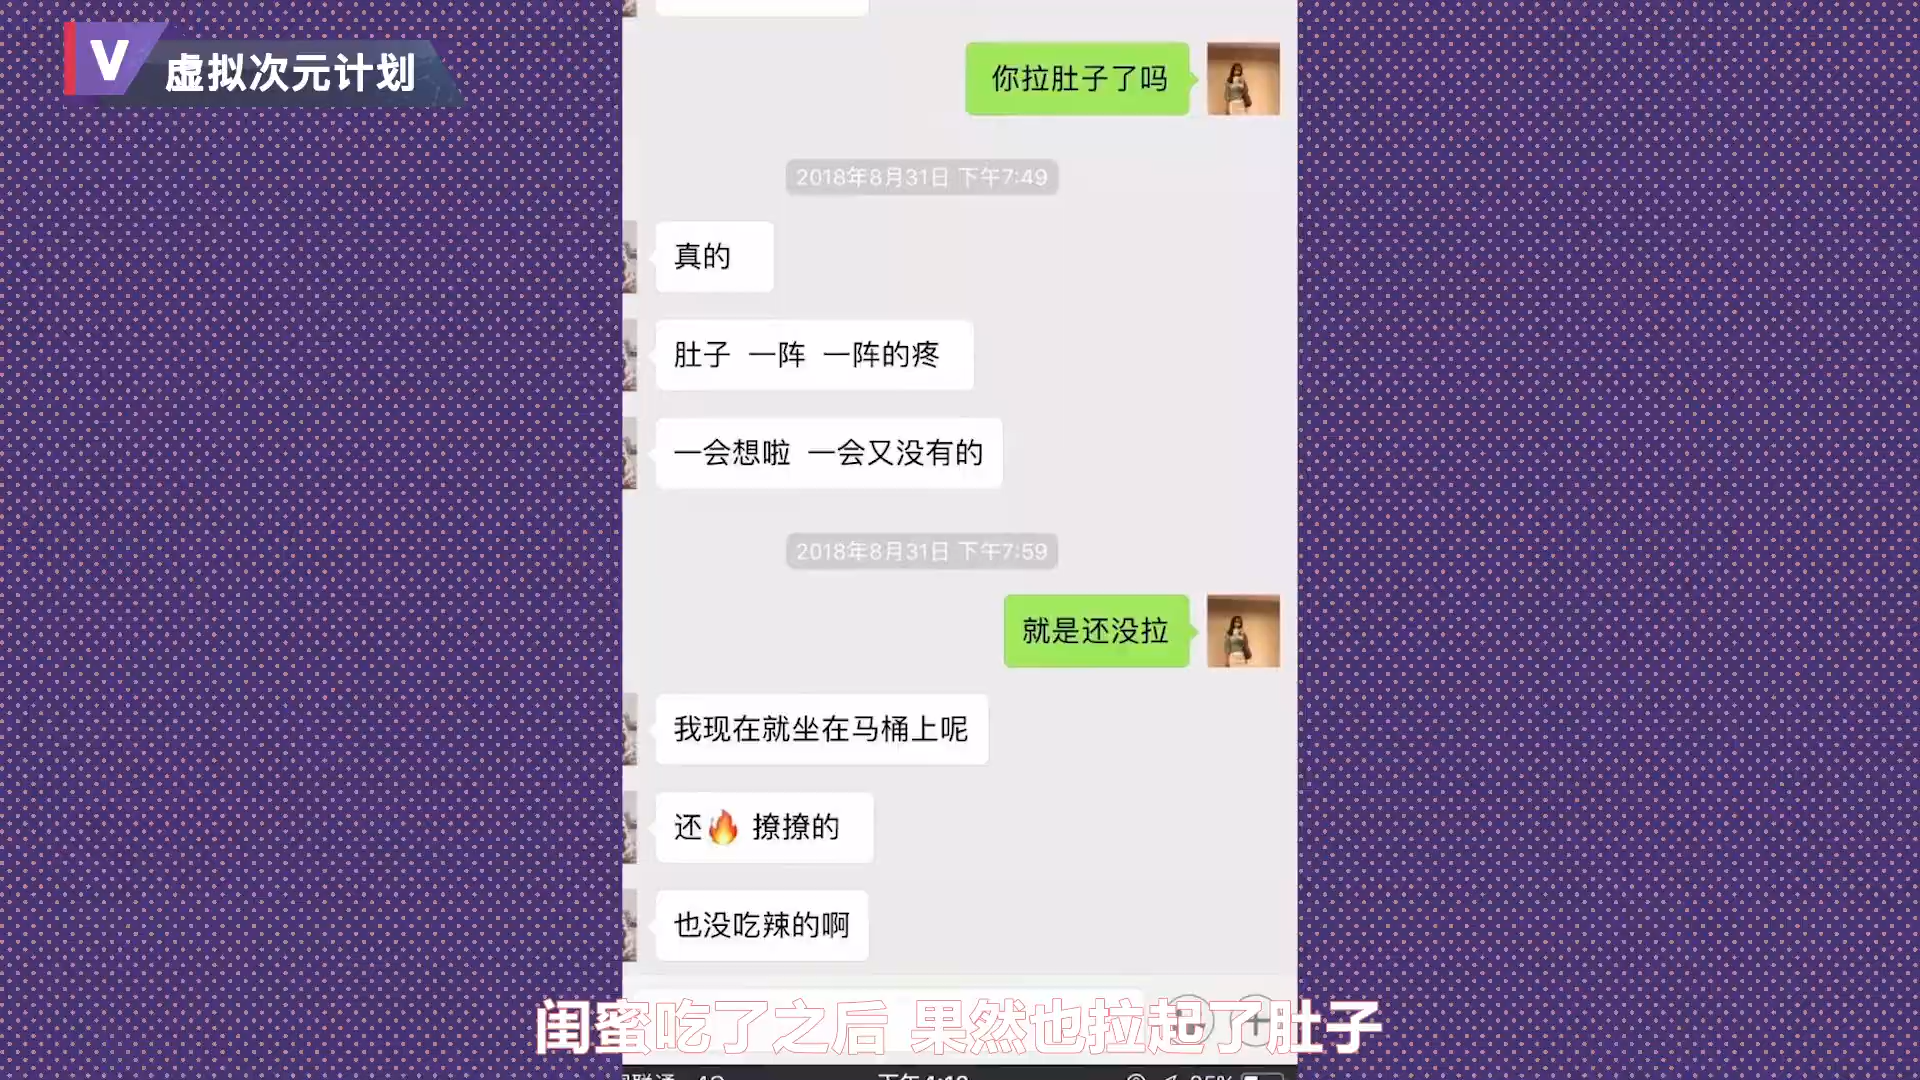 V 虚拟次元计划
你拉肚子了吗
2018年8月31日 下午7:49
真的
肚子 一阵 一阵的疼
一会想啦 一会又没有的
2018年8月31日 下午7:59
就是还没拉
我现在就坐在马桶上呢
还🔥 撩撩的
也没吃辣的啊
闺蜜吃了之后 果然也拉起了肚子